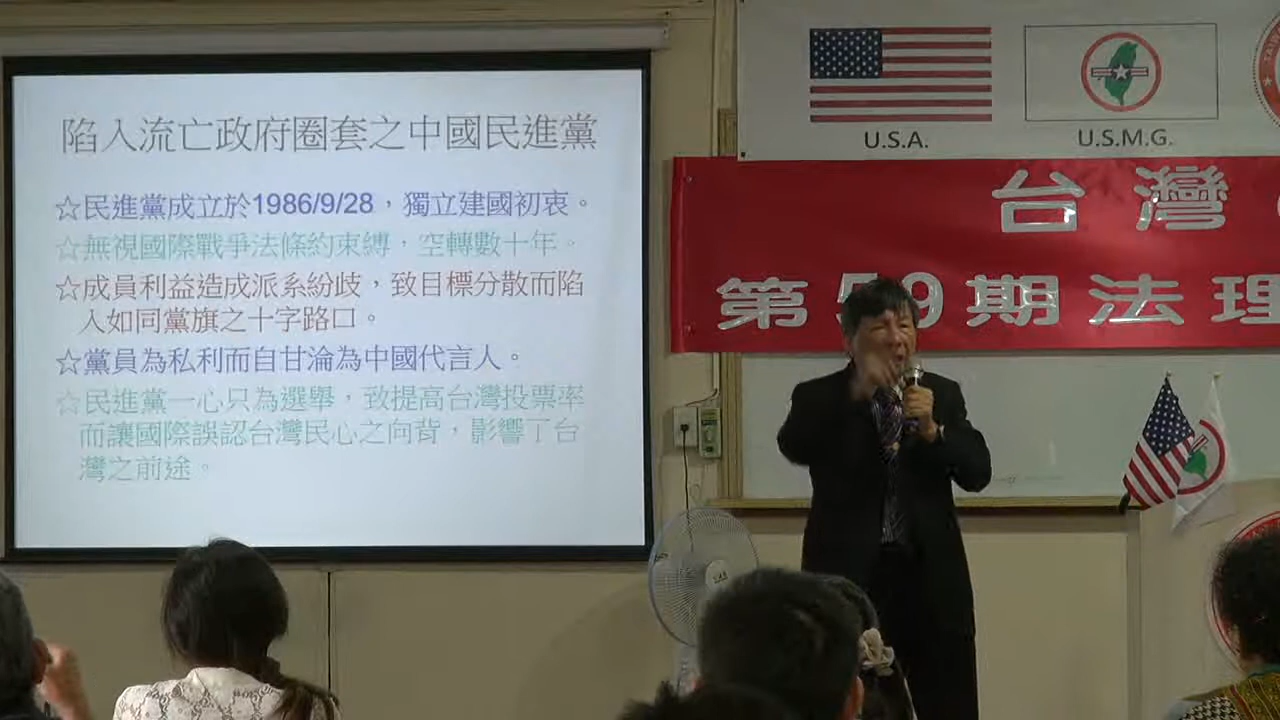 陷入流亡政府圈套之中國民進黨
☆民進黨成立於1986/9/28，獨立建國初衷。
☆無視國際戰爭法條約束縛，空轉數十年。
☆成員利益造成派系紛歧，致目標分散而陷
入如同黨旗之十字路口。
☆黨員為私利而自甘淪為中國代言人。
☆民進黨一心只為選舉，致提高台灣投票率
而讓國際誤認台灣民心之向背，影響了台
灣之前途。
U.S.A.
U.S.M.G.
台灣
第59期法理